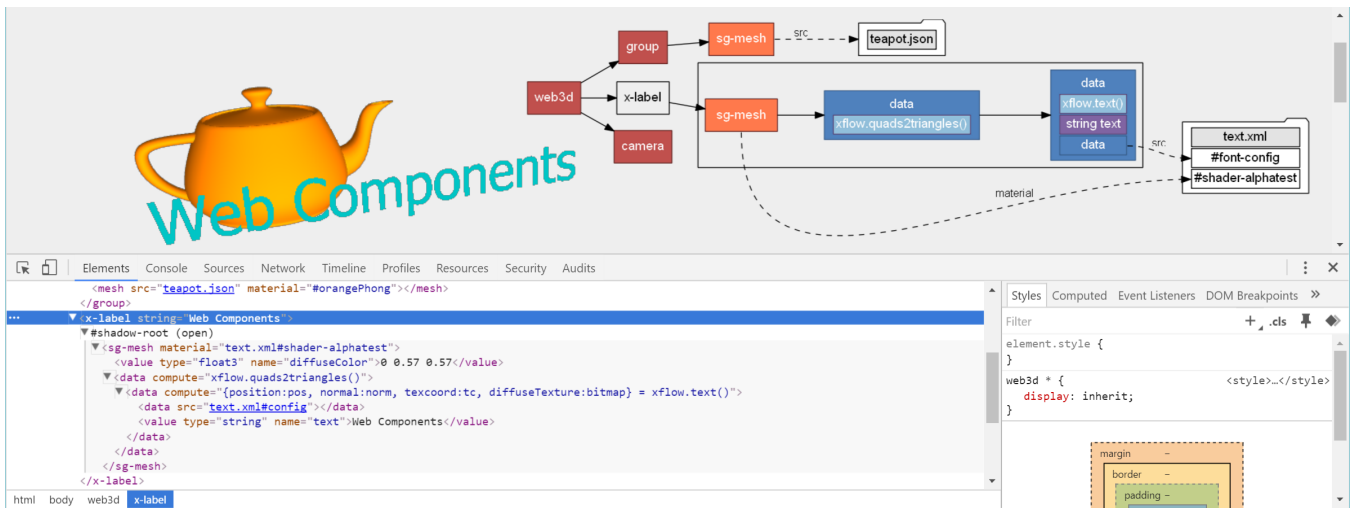 Web Components
web3d
group
x-label
camera
sg-mesh
src
teapot.json
sg-mesh
data
xflow.quads2triangles()
data
xflow.text()
string text
data
src
text.xml
#font-config
#shader-alphatest
material
Elements Console Sources Network Timeline Profiles Resources Security Audits
<mesh src="teapot.json" material="#orangePhong"></mesh>
</group>
▼<x-label string="Web Components">
▼#shadow-root (open)
▼<sg-mesh material="text.xml#shader-alphatest">
<value type="float3" name="diffuseColor">0 0.57 0.57</value>
▼<data compute="xflow.quads2triangles()">
▼<data compute="{position:pos, normal:norm, texcoord:tc, diffuseTexture:bitmap} = xflow.text()">
<data src="text.xml#config"></data>
<value type="string" name="text">Web Components</value>
</data>
</data>
</sg-mesh>
</x-label>
html body web3d x-label
Styles Computed Event Listeners DOM Breakpoints »
Filter + .cls
element.style {
}
web3d * { <style>…</style>
display: inherit;
}
margin –
border –
padding –